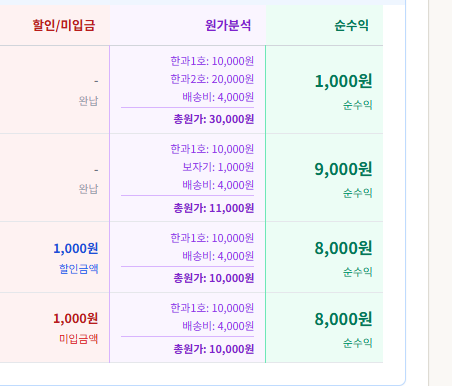 할인/미입금 원가분석 순수익
한과1호: 10,000원
한과2호: 20,000원
배송비: 4,000원
총원가: 30,000원
-
완납
1,000원
순수익
한과1호: 10,000원
보자기: 1,000원
배송비: 4,000원
총원가: 11,000원
-
완납
9,000원
순수익
1,000원
할인금액
한과1호: 10,000원
배송비: 4,000원
총원가: 10,000원
8,000원
순수익
1,000원
미입금액
한과1호: 10,000원
배송비: 4,000원
총원가: 10,000원
8,000원
순수익